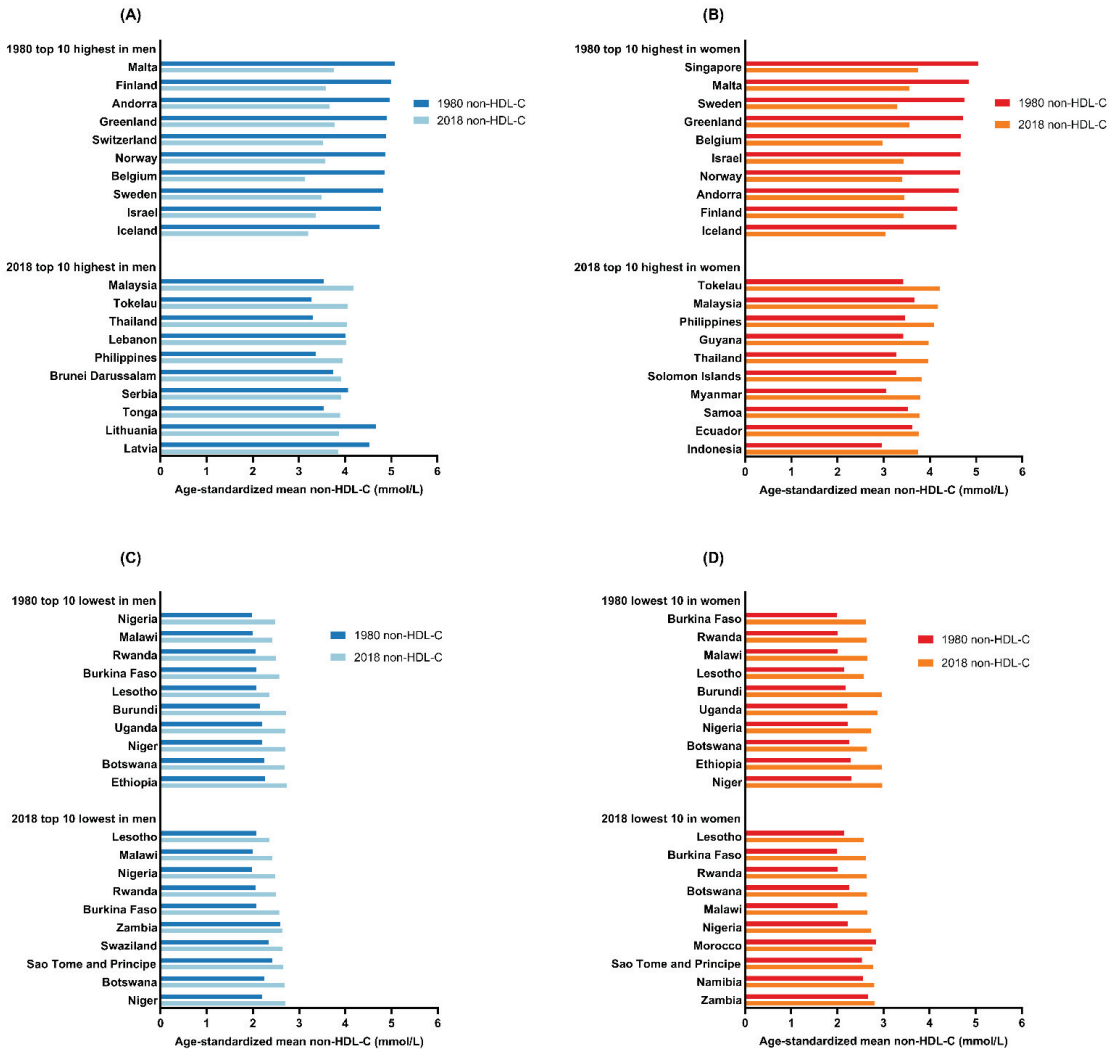 (A)
1980 top 10 highest in men
Malta
Finland
Andorra
Greenland
Switzerland
Norway
Belgium
Sweden
Israel
Iceland
1980 non-HDL-C
2018 non-HDL-C
2018 top 10 highest in men
Malaysia
Tokelau
Thailand
Lebanon
Philippines
Brunei Darussalam
Serbia
Tonga
Lithuania
Latvia
0 1 2 3 4 5 6
Age-standardized mean non-HDL-C (mmol/L)
(B)
1980 top 10 highest in women
Singapore
Malta
Sweden
Greenland
Belgium
Israel
Norway
Andorra
Finland
Iceland
1980 non-HDL-C
2018 non-HDL-C
2018 top 10 highest in women
Tokelau
Malaysia
Philippines
Guyana
Thailand
Solomon Islands
Myanmar
Samoa
Ecuador
Indonesia
0 1 2 3 4 5 6
Age-standardized mean non-HDL-C (mmol/L)
(C)
1980 top 10 lowest in men
Nigeria
Malawi
Rwanda
Burkina Faso
Lesotho
Burundi
Uganda
Niger
Botswana
Ethiopia
1980 non-HDL-C
2018 non-HDL-C
2018 top 10 lowest in men
Lesotho
Malawi
Nigeria
Rwanda
Burkina Faso
Zambia
Swaziland
Sao Tome and Principe
Botswana
Niger
0 1 2 3 4 5 6
Age-standardized mean non-HDL-C (mmol/L)
(D)
1980 lowest 10 in women
Burkina Faso
Rwanda
Malawi
Lesotho
Burundi
Uganda
Nigeria
Botswana
Ethiopia
Niger
1980 non-HDL-C
2018 non-HDL-C
2018 lowest 10 in women
Lesotho
Burkina Faso
Rwanda
Botswana
Malawi
Nigeria
Morocco
Sao Tome and Principe
Namibia
Zambia
0 1 2 3 4 5 6
Age-standardized mean non-HDL-C (mmol/L)